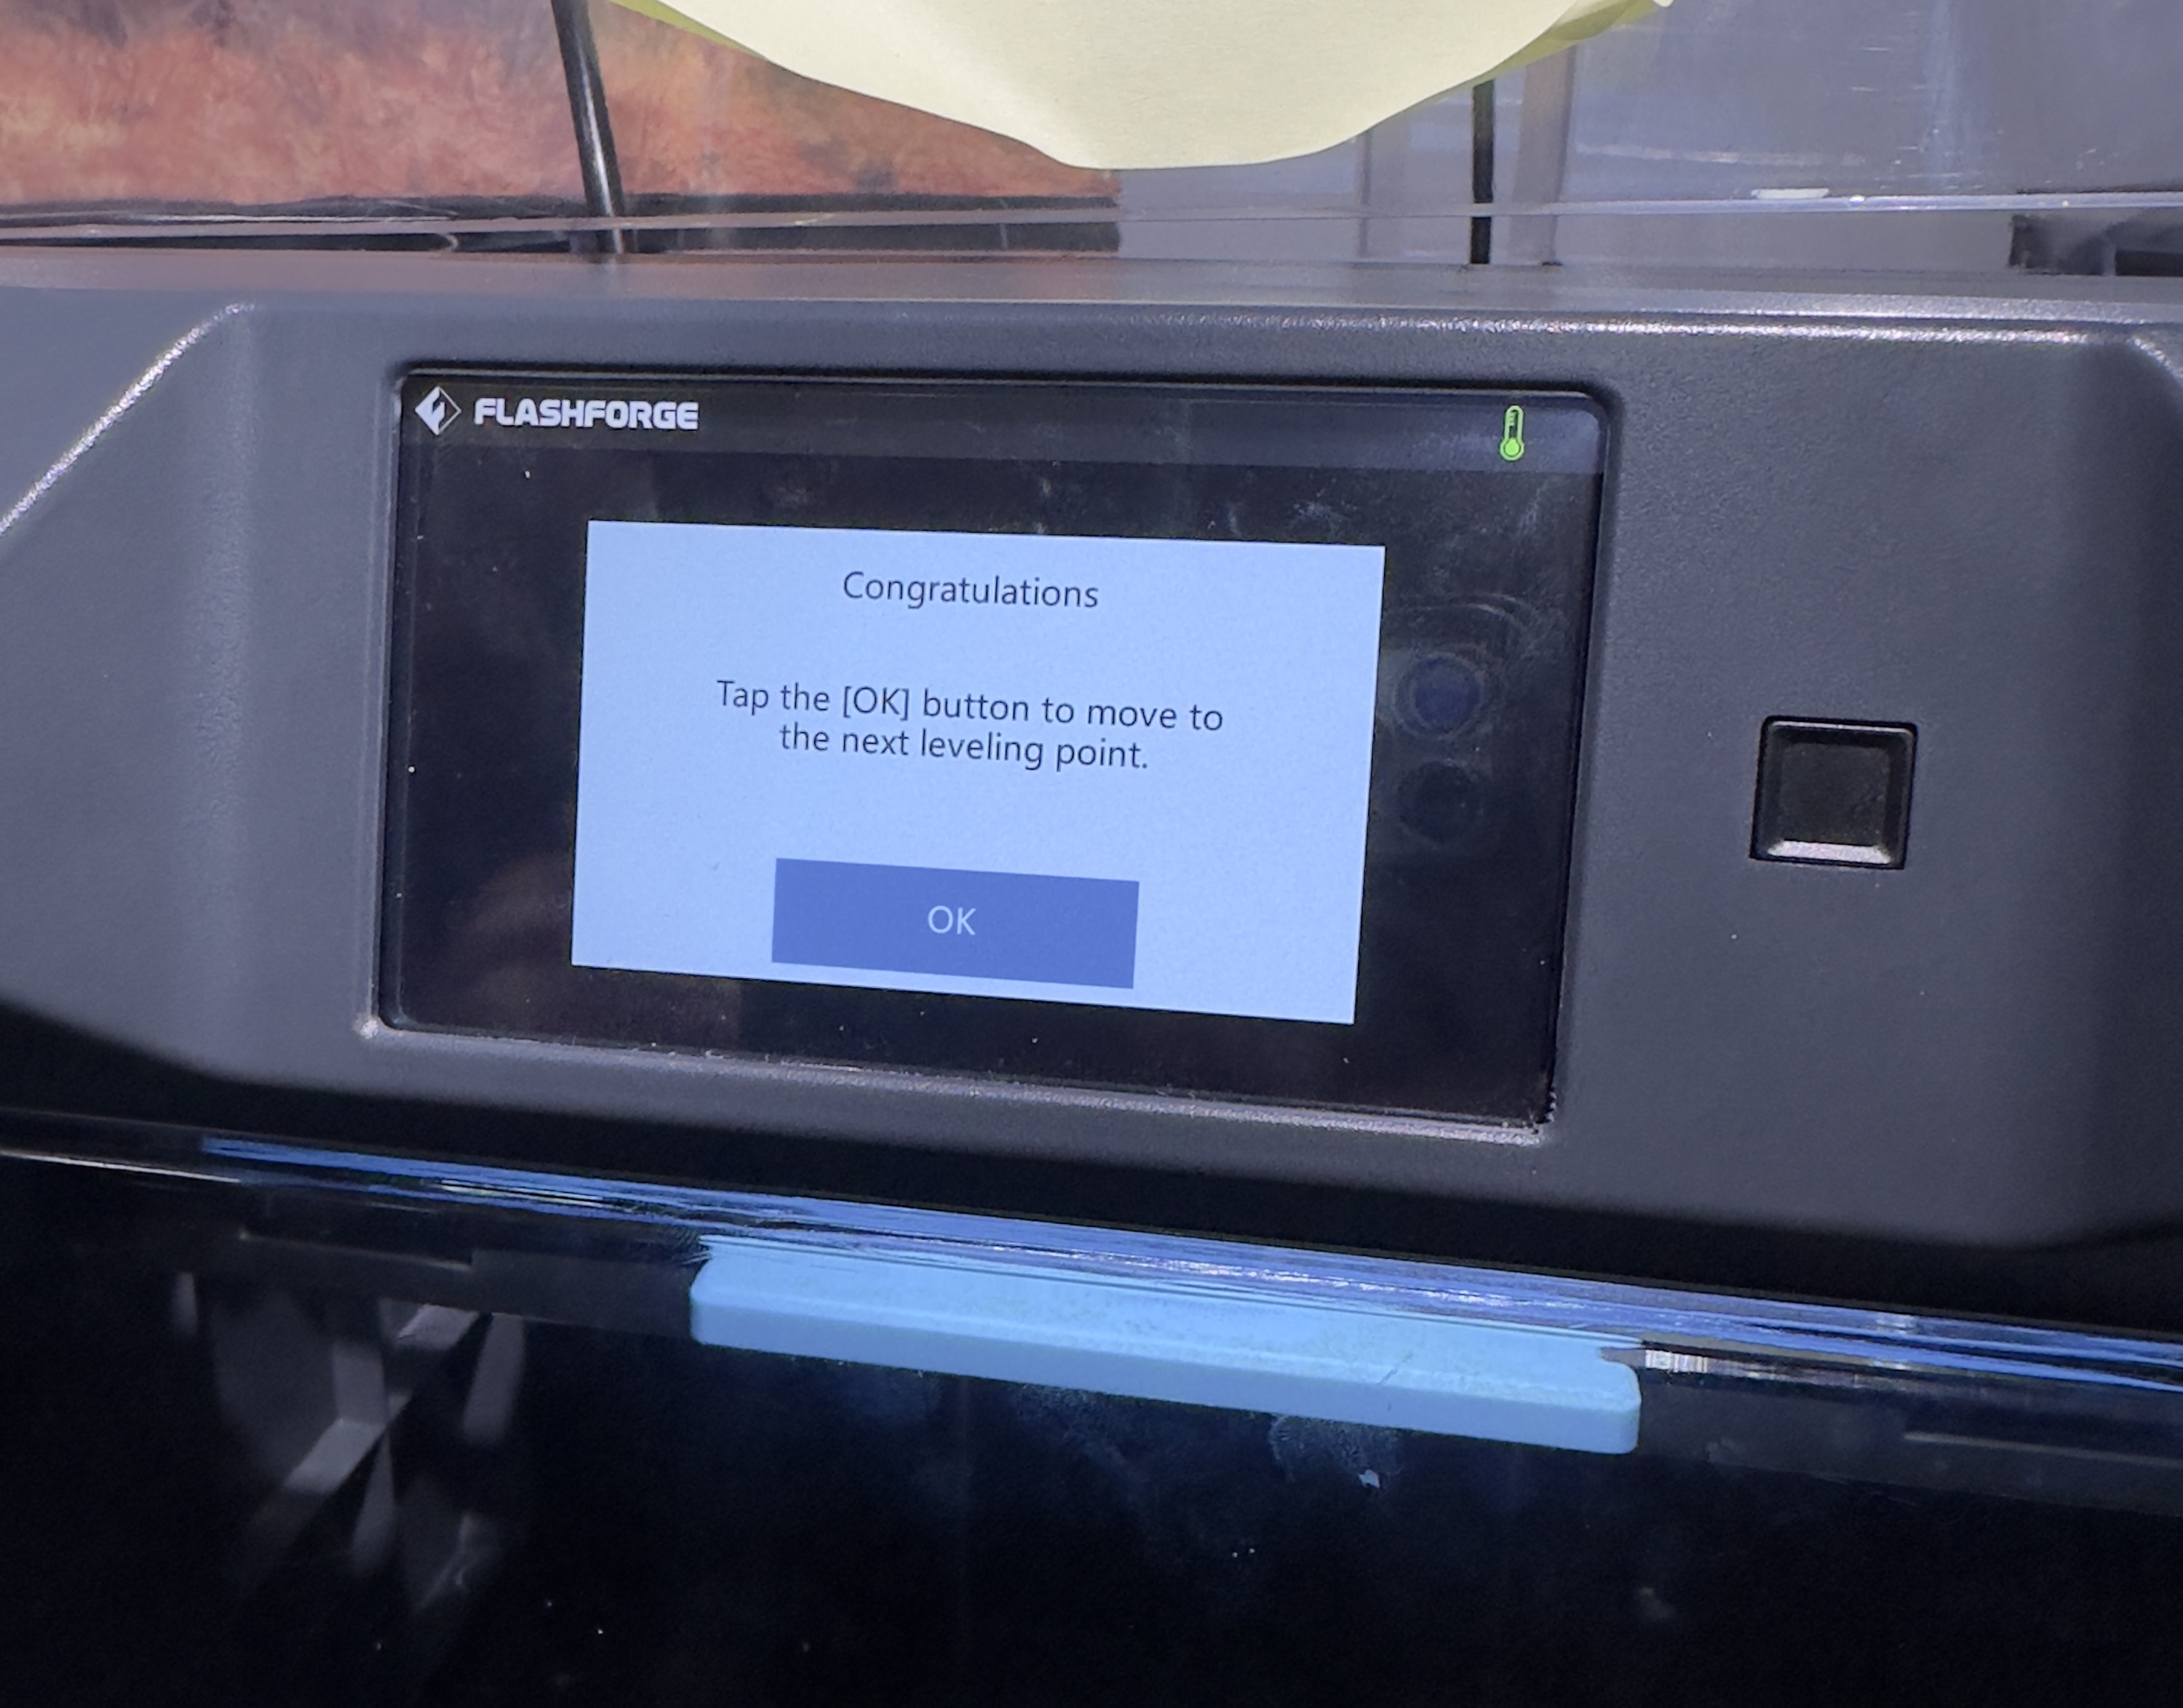 FLASHFORGE
Congratulations
Tap the [OK] button to move to
the next leveling point.
OK